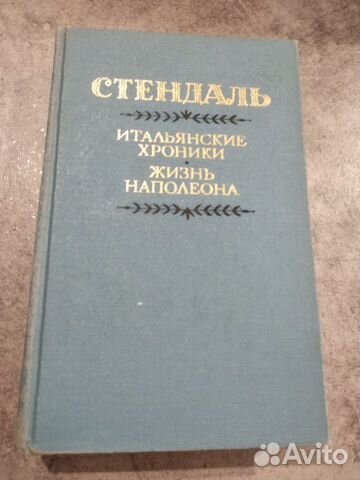 СТЕНДАЛЬ
ИТАЛЬЯНСКИЕ
ХРОНИКИ
•
ЖИЗНЬ
НАПОЛЕОНА
Avito